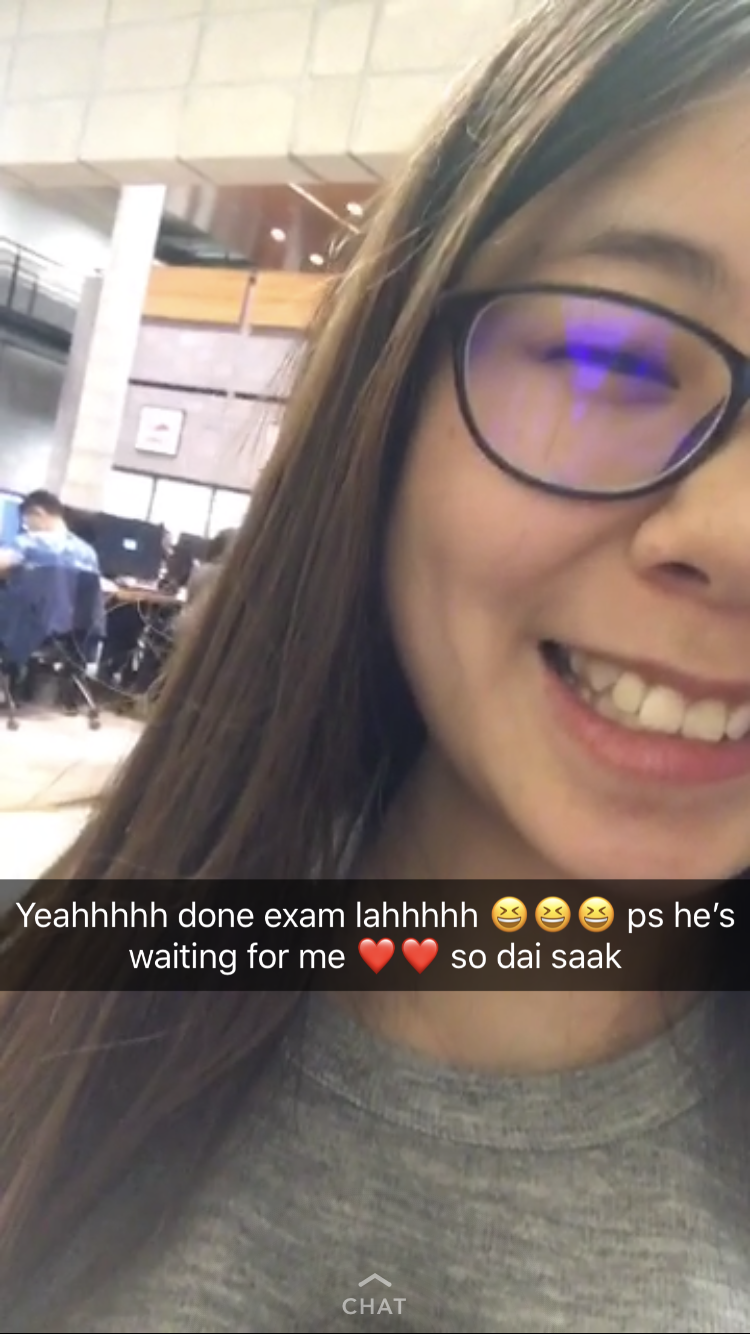 Yeahhhhh done exam lahhhhh 😆😆😆 ps he’s
waiting for me ❤️❤️ so dai saak
CHAT